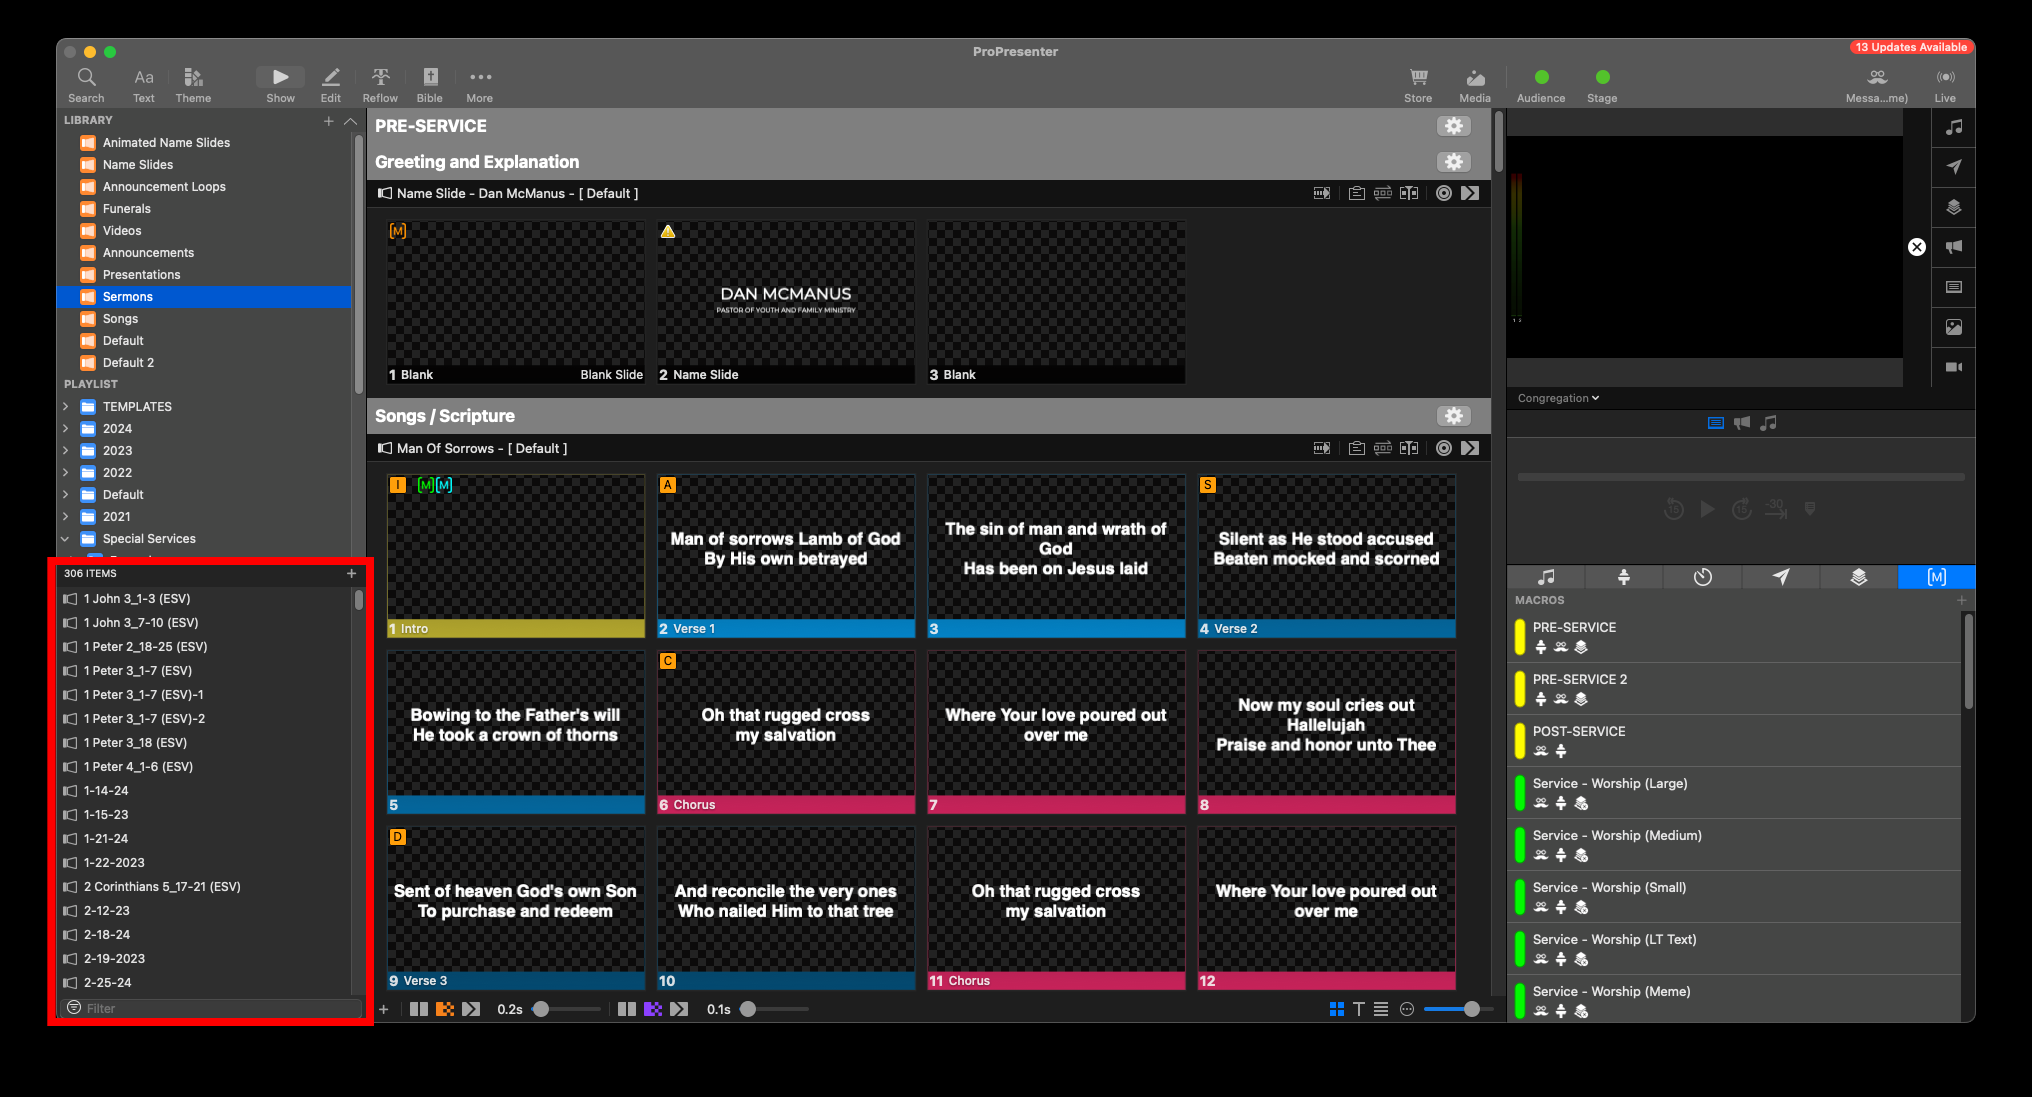 ProPresenter
13 Updates Available
Search
Text
Theme
Show
Edit
Reflow
Bible
More
Store
Media
Audience
Stage
Messa...me)
Live
LIBRARY
Animated Name Slides
Name Slides
Announcement Loops
Funerals
Videos
Announcements
Presentations
Sermons
Songs
Default
Default 2
PLAYLIST
TEMPLATES
2024
2023
2022
Default
2021
Special Services
306 ITEMS
1 John 3_1-3 (ESV)
1 John 3_7-10 (ESV)
1 Peter 2_18-25 (ESV)
1 Peter 3_1-7 (ESV)
1 Peter 3_1-7 (ESV)-1
1 Peter 3_1-7 (ESV)-2
1 Peter 3_18 (ESV)
1 Peter 4_1-6 (ESV)
1-14-24
1-15-23
1-21-24
1-22-2023
2 Corinthians 5_17-21 (ESV)
2-12-23
2-18-24
2-19-2023
2-25-24
Filter
PRE-SERVICE
Greeting and Explanation
Name Slide - Dan McManus - [ Default ]
[M]
1 Blank
Blank Slide
DAN MCMANUS
PASTOR OF YOUTH AND FAMILY MINISTRY
2 Name Slide
3 Blank
Songs / Scripture
Man Of Sorrows - [ Default ]
I
[M][M]
1 Intro
A
Man of sorrows Lamb of God
By His own betrayed
2 Verse 1
The sin of man and wrath of
God
Has been on Jesus laid
3
S
Silent as He stood accused
Beaten mocked and scorned
4 Verse 2
Bowing to the Father's will
He took a crown of thorns
5
C
Oh that rugged cross
my salvation
6 Chorus
Where Your love poured out
over me
7
Now my soul cries out
Hallelujah
Praise and honor unto Thee
8
D
Sent of heaven God's own Son
To purchase and redeem
9 Verse 3
And reconcile the very ones
Who nailed Him to that tree
10
Oh that rugged cross
my salvation
11 Chorus
Where Your love poured out
over me
12
0.2s
0.1s
Congregation
15
15
-30
[M]
MACROS
PRE-SERVICE
PRE-SERVICE 2
POST-SERVICE
Service - Worship (Large)
Service - Worship (Medium)
Service - Worship (Small)
Service - Worship (LT Text)
Service - Worship (Meme)